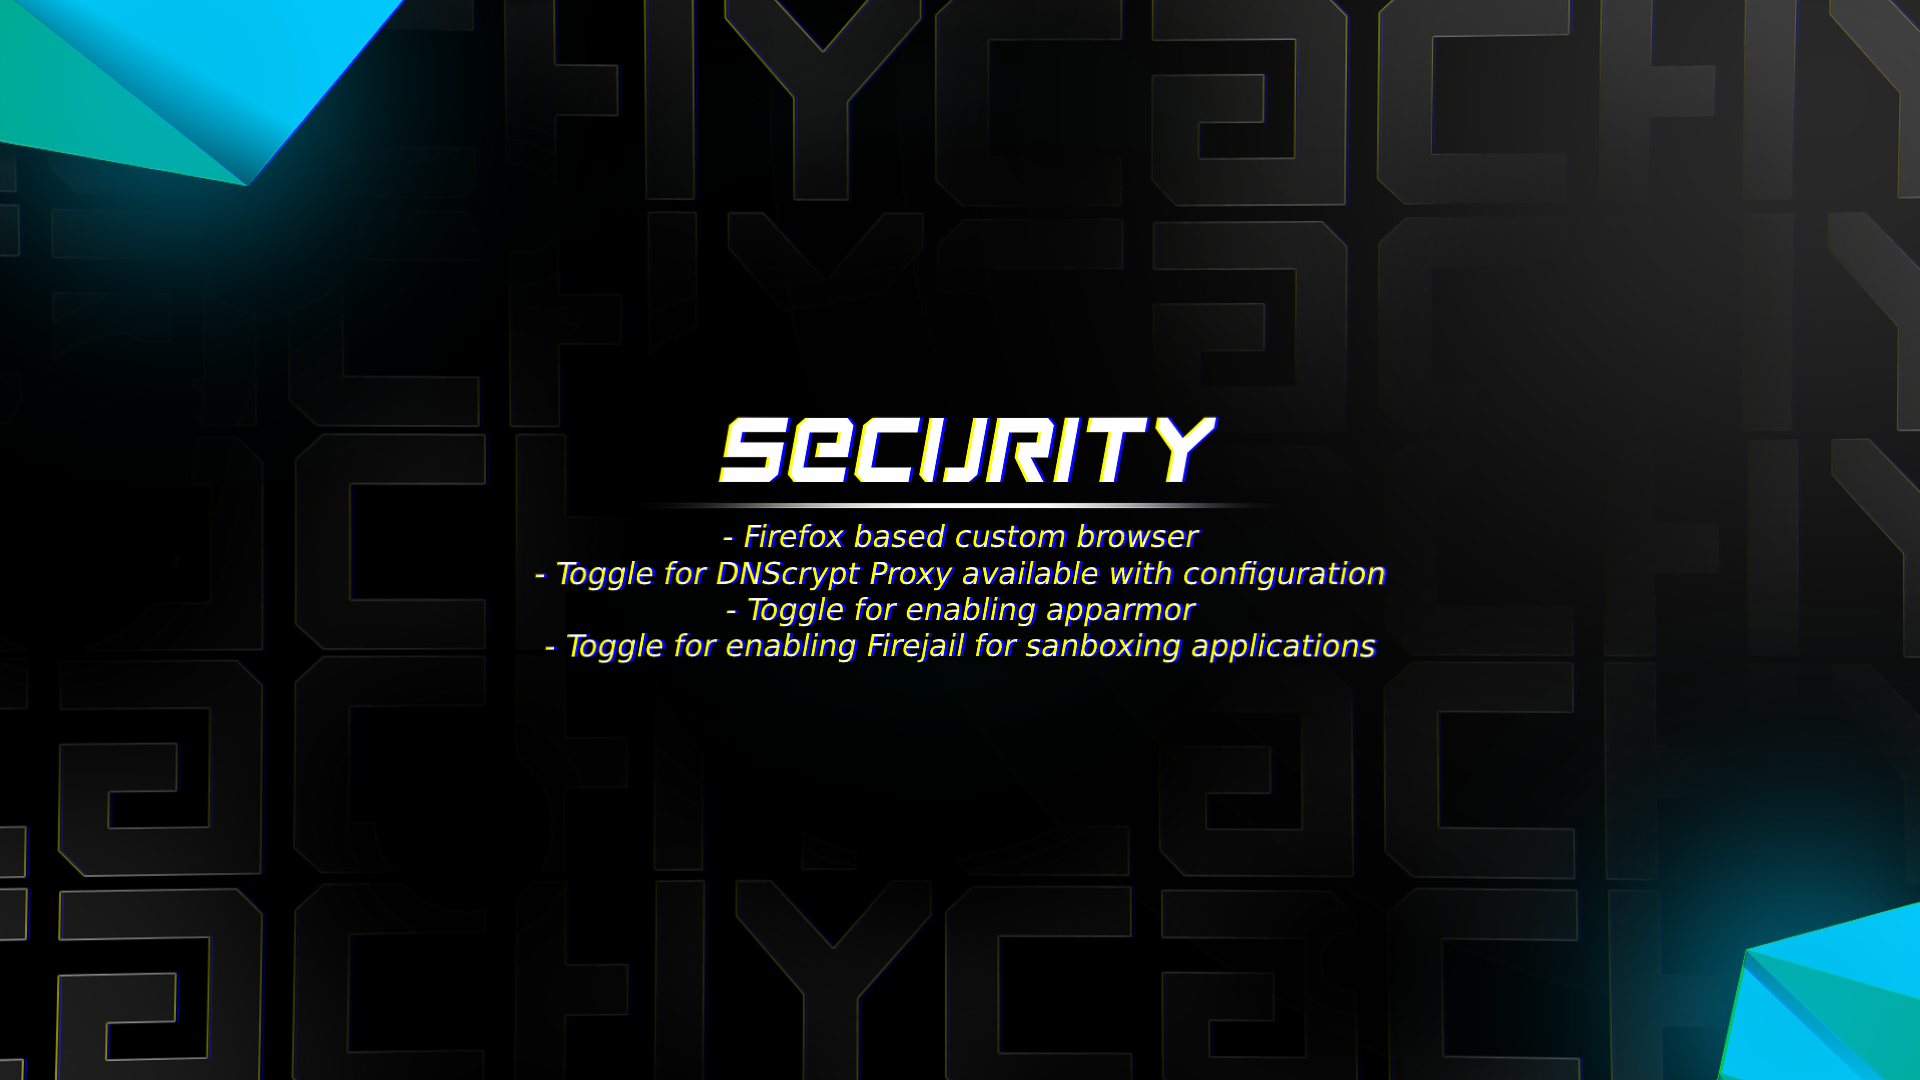 SECURITY
- Firefox based custom browser
- Toggle for DNScrypt Proxy available with configuration
- Toggle for enabling apparmor
- Toggle for enabling Firejail for sanboxing applications